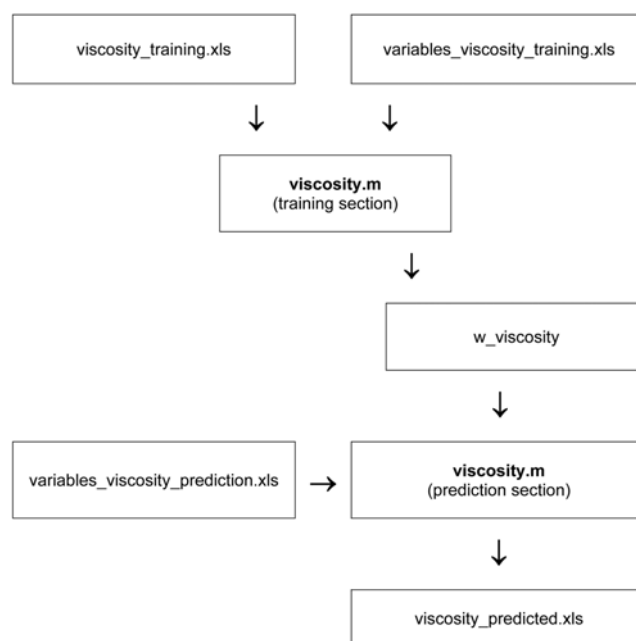 viscosity_training.xls
variables_viscosity_training.xls
viscosity.m
(training section)
w_viscosity
variables_viscosity_prediction.xls
viscosity.m
(prediction section)
viscosity_predicted.xls